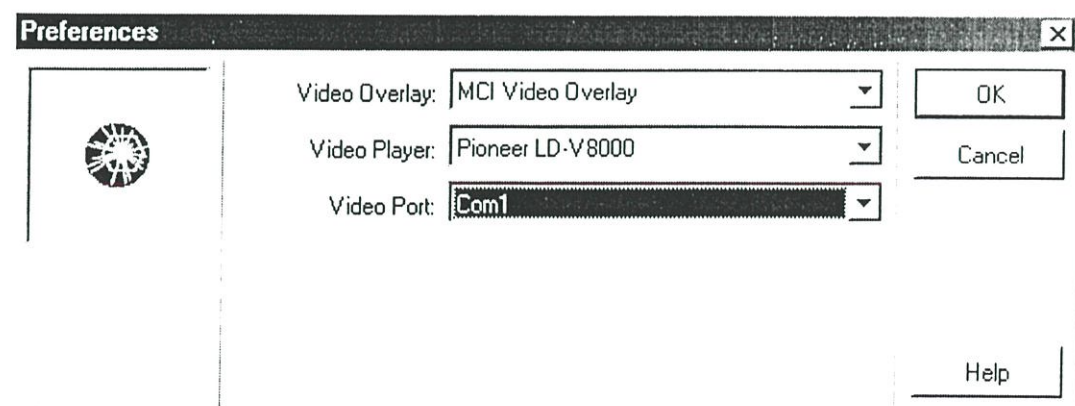 Preferences
Video Overlay: MCI Video Overlay
OK
Video Player: Pioneer LD-V8000
Cancel
Video Port: Com1
Help